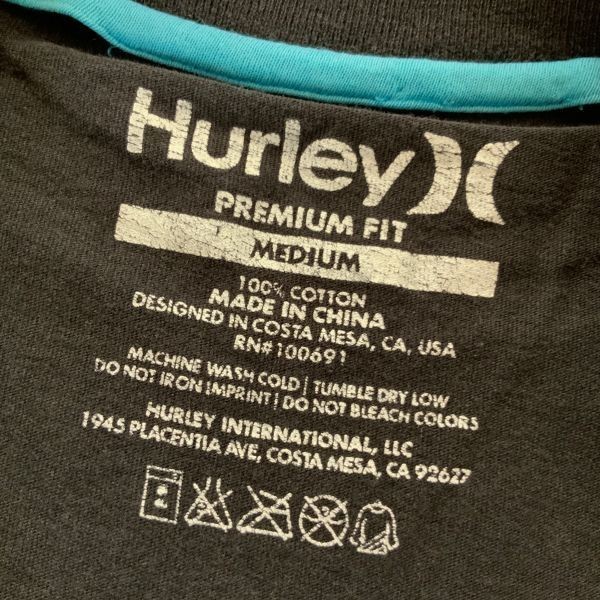 Hurley
PREMIUM FIT
MEDIUM
100% COTTON
MADE IN CHINA
DESIGNED IN COSTA MESA, CA, USA
RN#100691
MACHINE WASH COLD | TUMBLE DRY LOW
DO NOT IRON IMPRINT | DO NOT BLEACH COLORS
HURLEY INTERNATIONAL, LLC
1945 PLACENTIA AVE, COSTA MESA, CA 92627